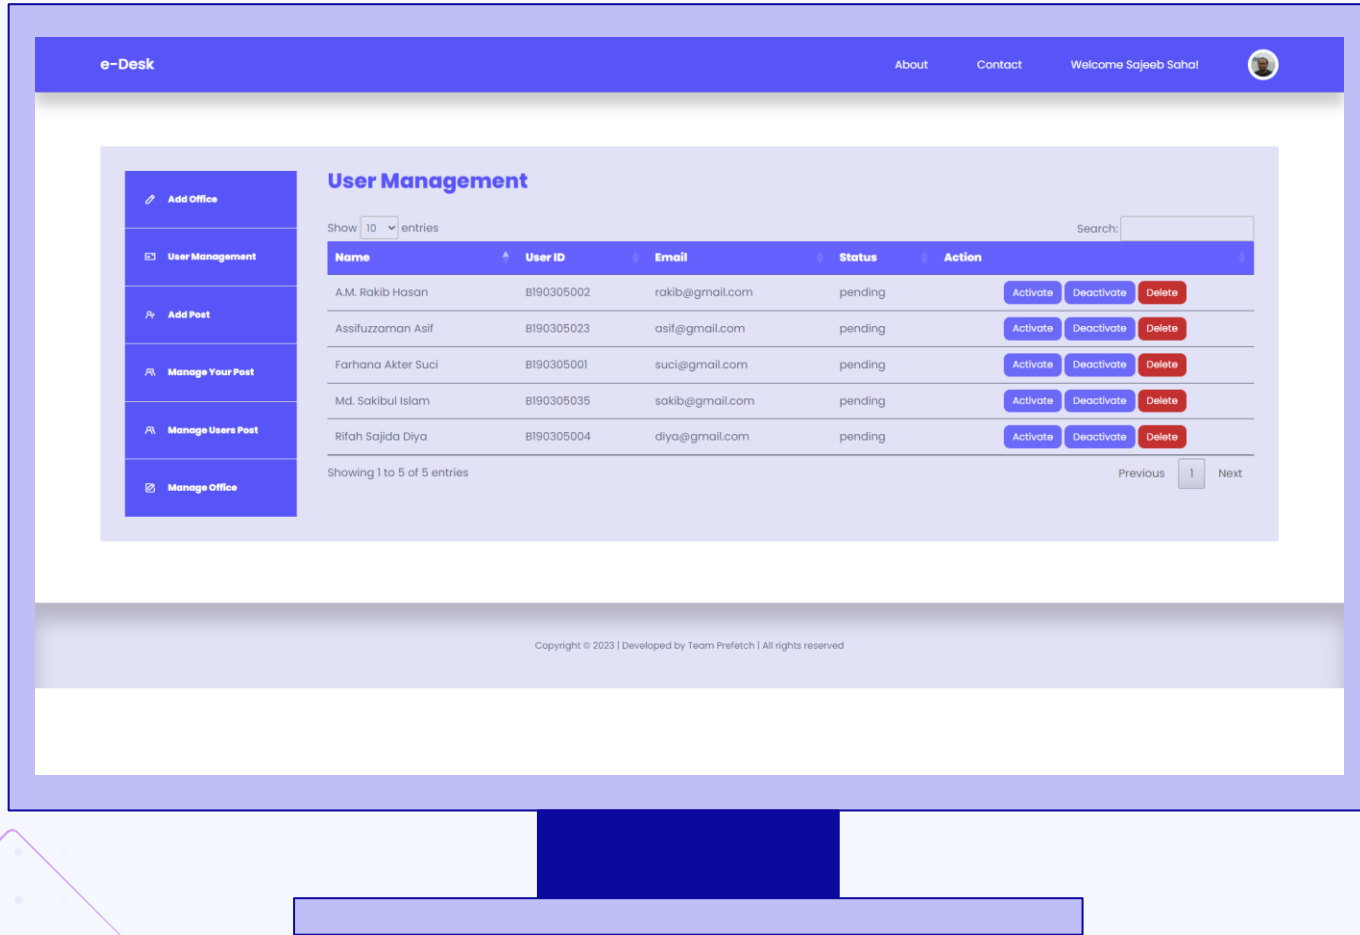 e-Desk About Contact Welcome Sajeeb Saha!
Add Office
User Management
Add Post
Manage Your Post
Manage Users Post
Manage Office
User Management
Show 10 entries Search:
Name User ID Email Status Action
A.M. Rakib Hasan B190305002 rakib@gmail.com pending Activate Deactivate Delete
Assifuzzaman Asif B190305023 asif@gmail.com pending Activate Deactivate Delete
Farhana Akter Suci B190305001 suci@gmail.com pending Activate Deactivate Delete
Md. Sakibul Islam B190305035 sakib@gmail.com pending Activate Deactivate Delete
Rifah Sajida Diya B190305004 diya@gmail.com pending Activate Deactivate Delete
Showing 1 to 5 of 5 entries Previous 1 Next
Copyright © 2023 | Developed by Team Prefetch | All rights reserved